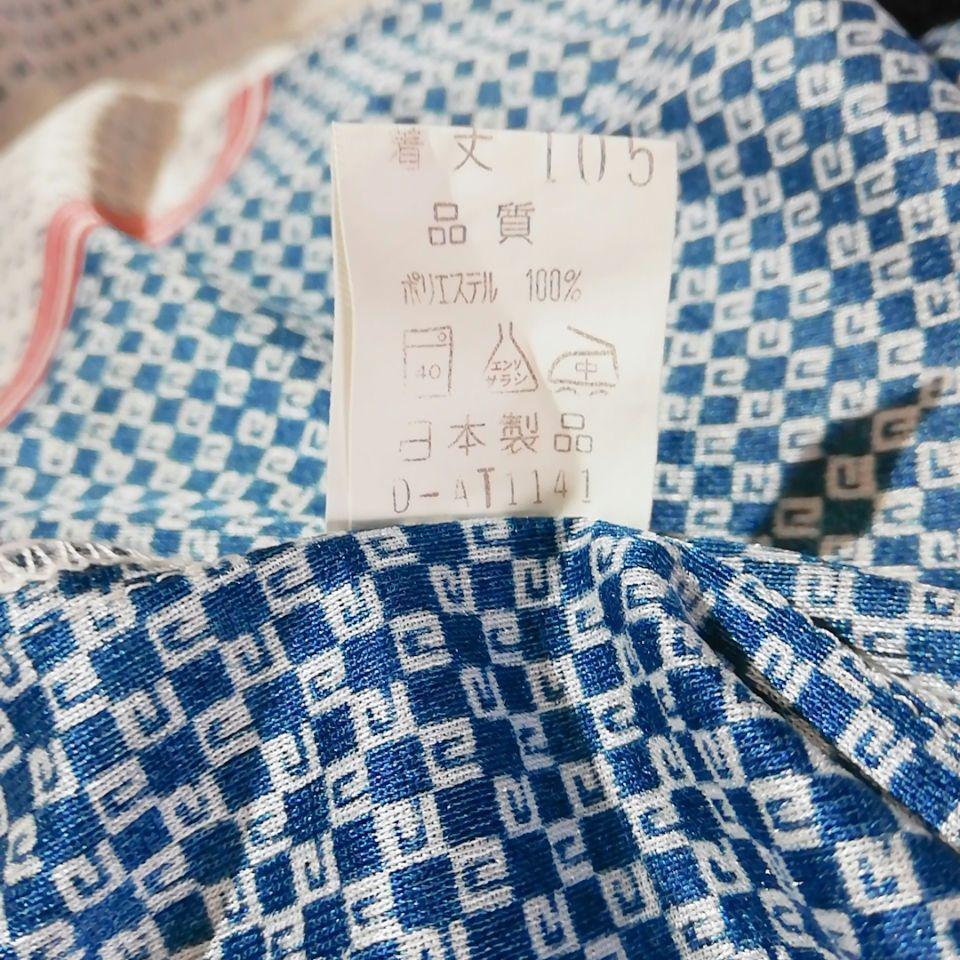 着丈 105
品質
ポリエステル 100%
40 エンソ サラシ 中
日本製品
D-AT1141